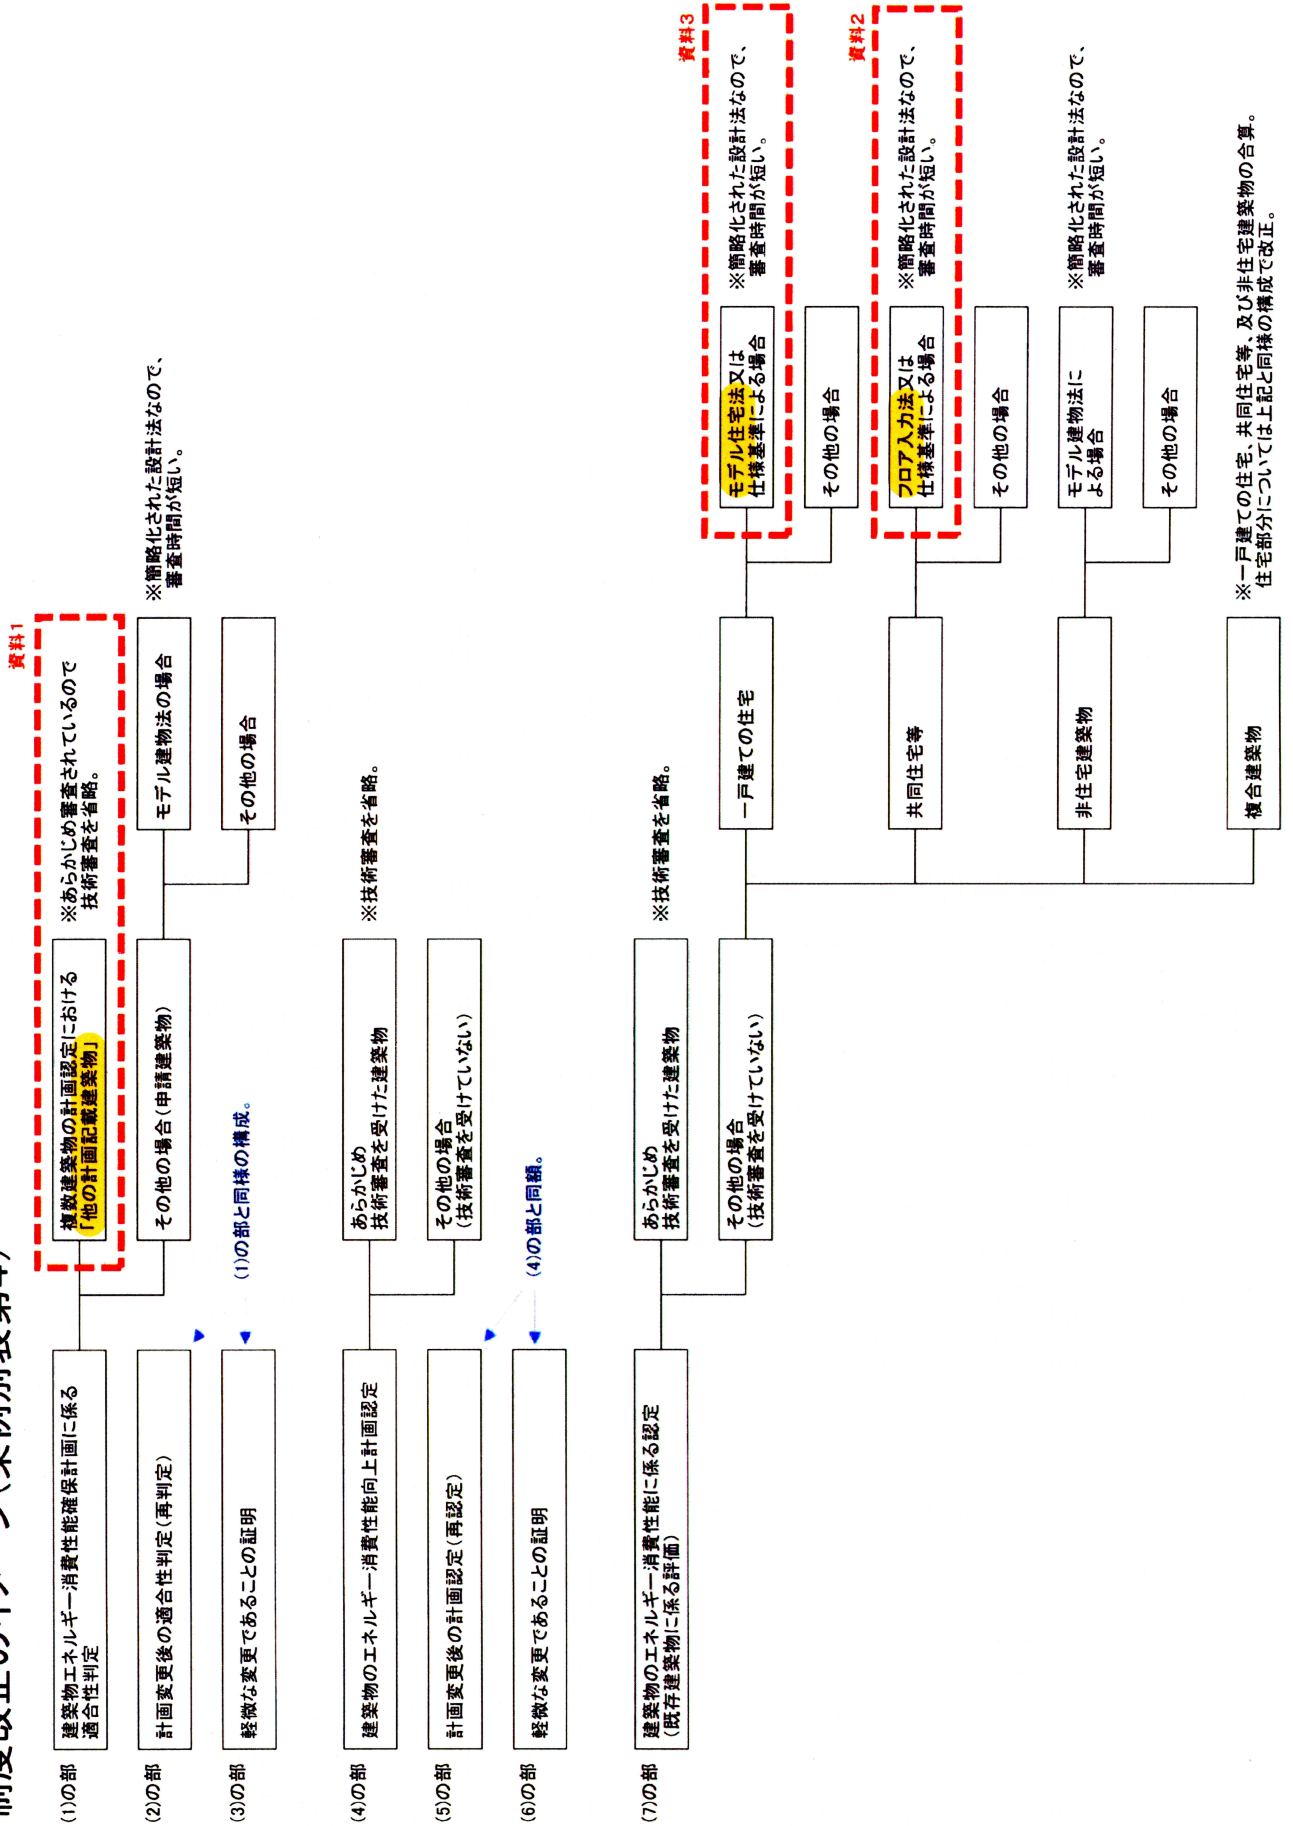 資料1
(1)の部
建築物エネルギー消費性能確保計画に係る
適合性判定
複数建築物の計画認定における
「他の計画記載建築物」
※あらかじめ審査されているので
技術審査を省略。
その他の場合(申請建築物)
モデル建物法の場合
※簡略化された設計法なので、
審査時間が短い。
その他の場合
(2)の部
計画変更後の適合性判定(再判定)
(3)の部
軽微な変更であることの証明
(1)の部と同様の構成。
(4)の部
建築物のエネルギー消費性能向上計画認定
あらかじめ
技術審査を受けた建築物
※技術審査を省略。
その他の場合
(技術審査を受けていない)
(5)の部
計画変更後の計画認定(再認定)
(6)の部
軽微な変更であることの証明
(4)の部と同額。
(7)の部
建築物のエネルギー消費性能に係る認定
(既存建築物に係る評価)
あらかじめ
技術審査を受けた建築物
※技術審査を省略。
その他の場合
(技術審査を受けていない)
一戸建ての住宅
資料3
モデル住宅法又は
仕様基準による場合
※簡略化された設計法なので、
審査時間が短い。
その他の場合
共同住宅等
資料2
フロア入力法又は
仕様基準による場合
※簡略化された設計法なので、
審査時間が短い。
その他の場合
非住宅建築物
モデル建物法に
よる場合
※簡略化された設計法なので、
審査時間が短い。
その他の場合
複合建築物
※一戸建ての住宅、共同住宅等、及び非住宅建築物の合算。
住宅部分については上記と同様の構成で改正。